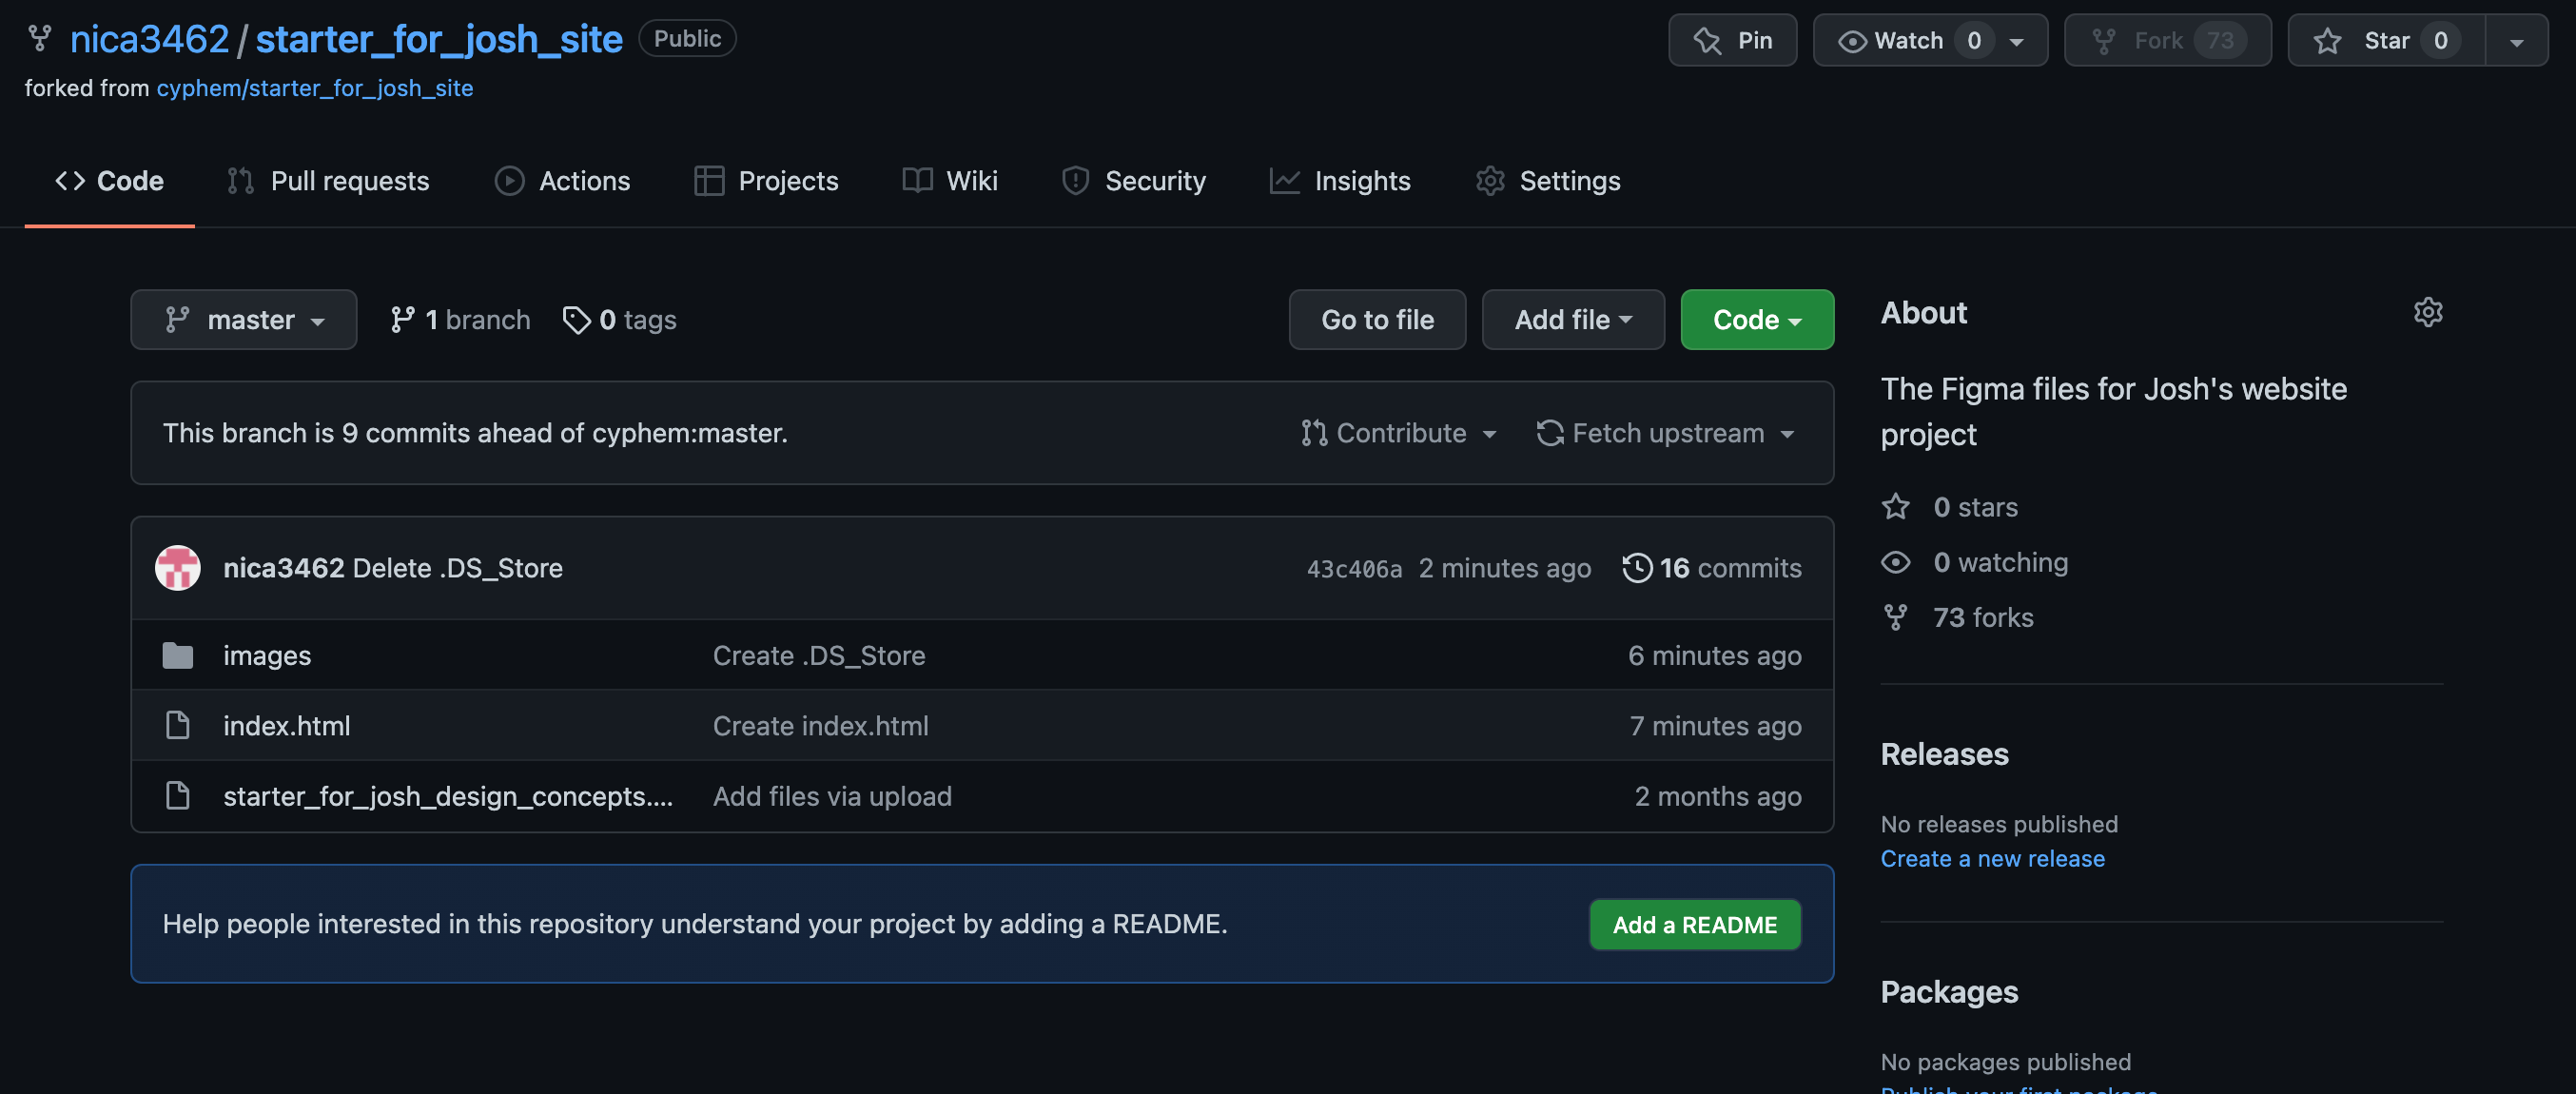 nica3462 / starter_for_josh_site Public Pin Watch 0 Fork 73 Star 0
forked from cyphem/starter_for_josh_site
Code Pull requests Actions Projects Wiki Security Insights Settings
master 1 branch 0 tags Go to file Add file Code
This branch is 9 commits ahead of cyphem:master. Contribute Fetch upstream
nica3462 Delete .DS_Store 43c406a 2 minutes ago 16 commits
images Create .DS_Store 6 minutes ago
index.html Create index.html 7 minutes ago
starter_for_josh_design_concepts.... Add files via upload 2 months ago
Help people interested in this repository understand your project by adding a README. Add a README
About
The Figma files for Josh's website
project
0 stars
0 watching
73 forks
Releases
No releases published
Create a new release
Packages
No packages published
Publish your first package